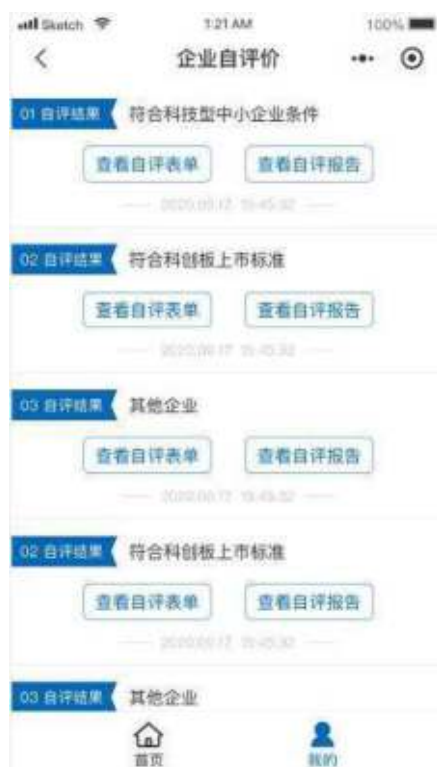 Sketch 1:21 AM 100%
企业自评价
01 自评结果 符合科技型中小企业条件
查看自评表单 查看自评报告
2020.09.17 15:45:32
02 自评结果 符合科创板上市标准
查看自评表单 查看自评报告
03 自评结果 其他企业
查看自评表单 查看自评报告
02 自评结果 符合科创板上市标准
查看自评表单 查看自评报告
03 自评结果 其他企业
首页 我的